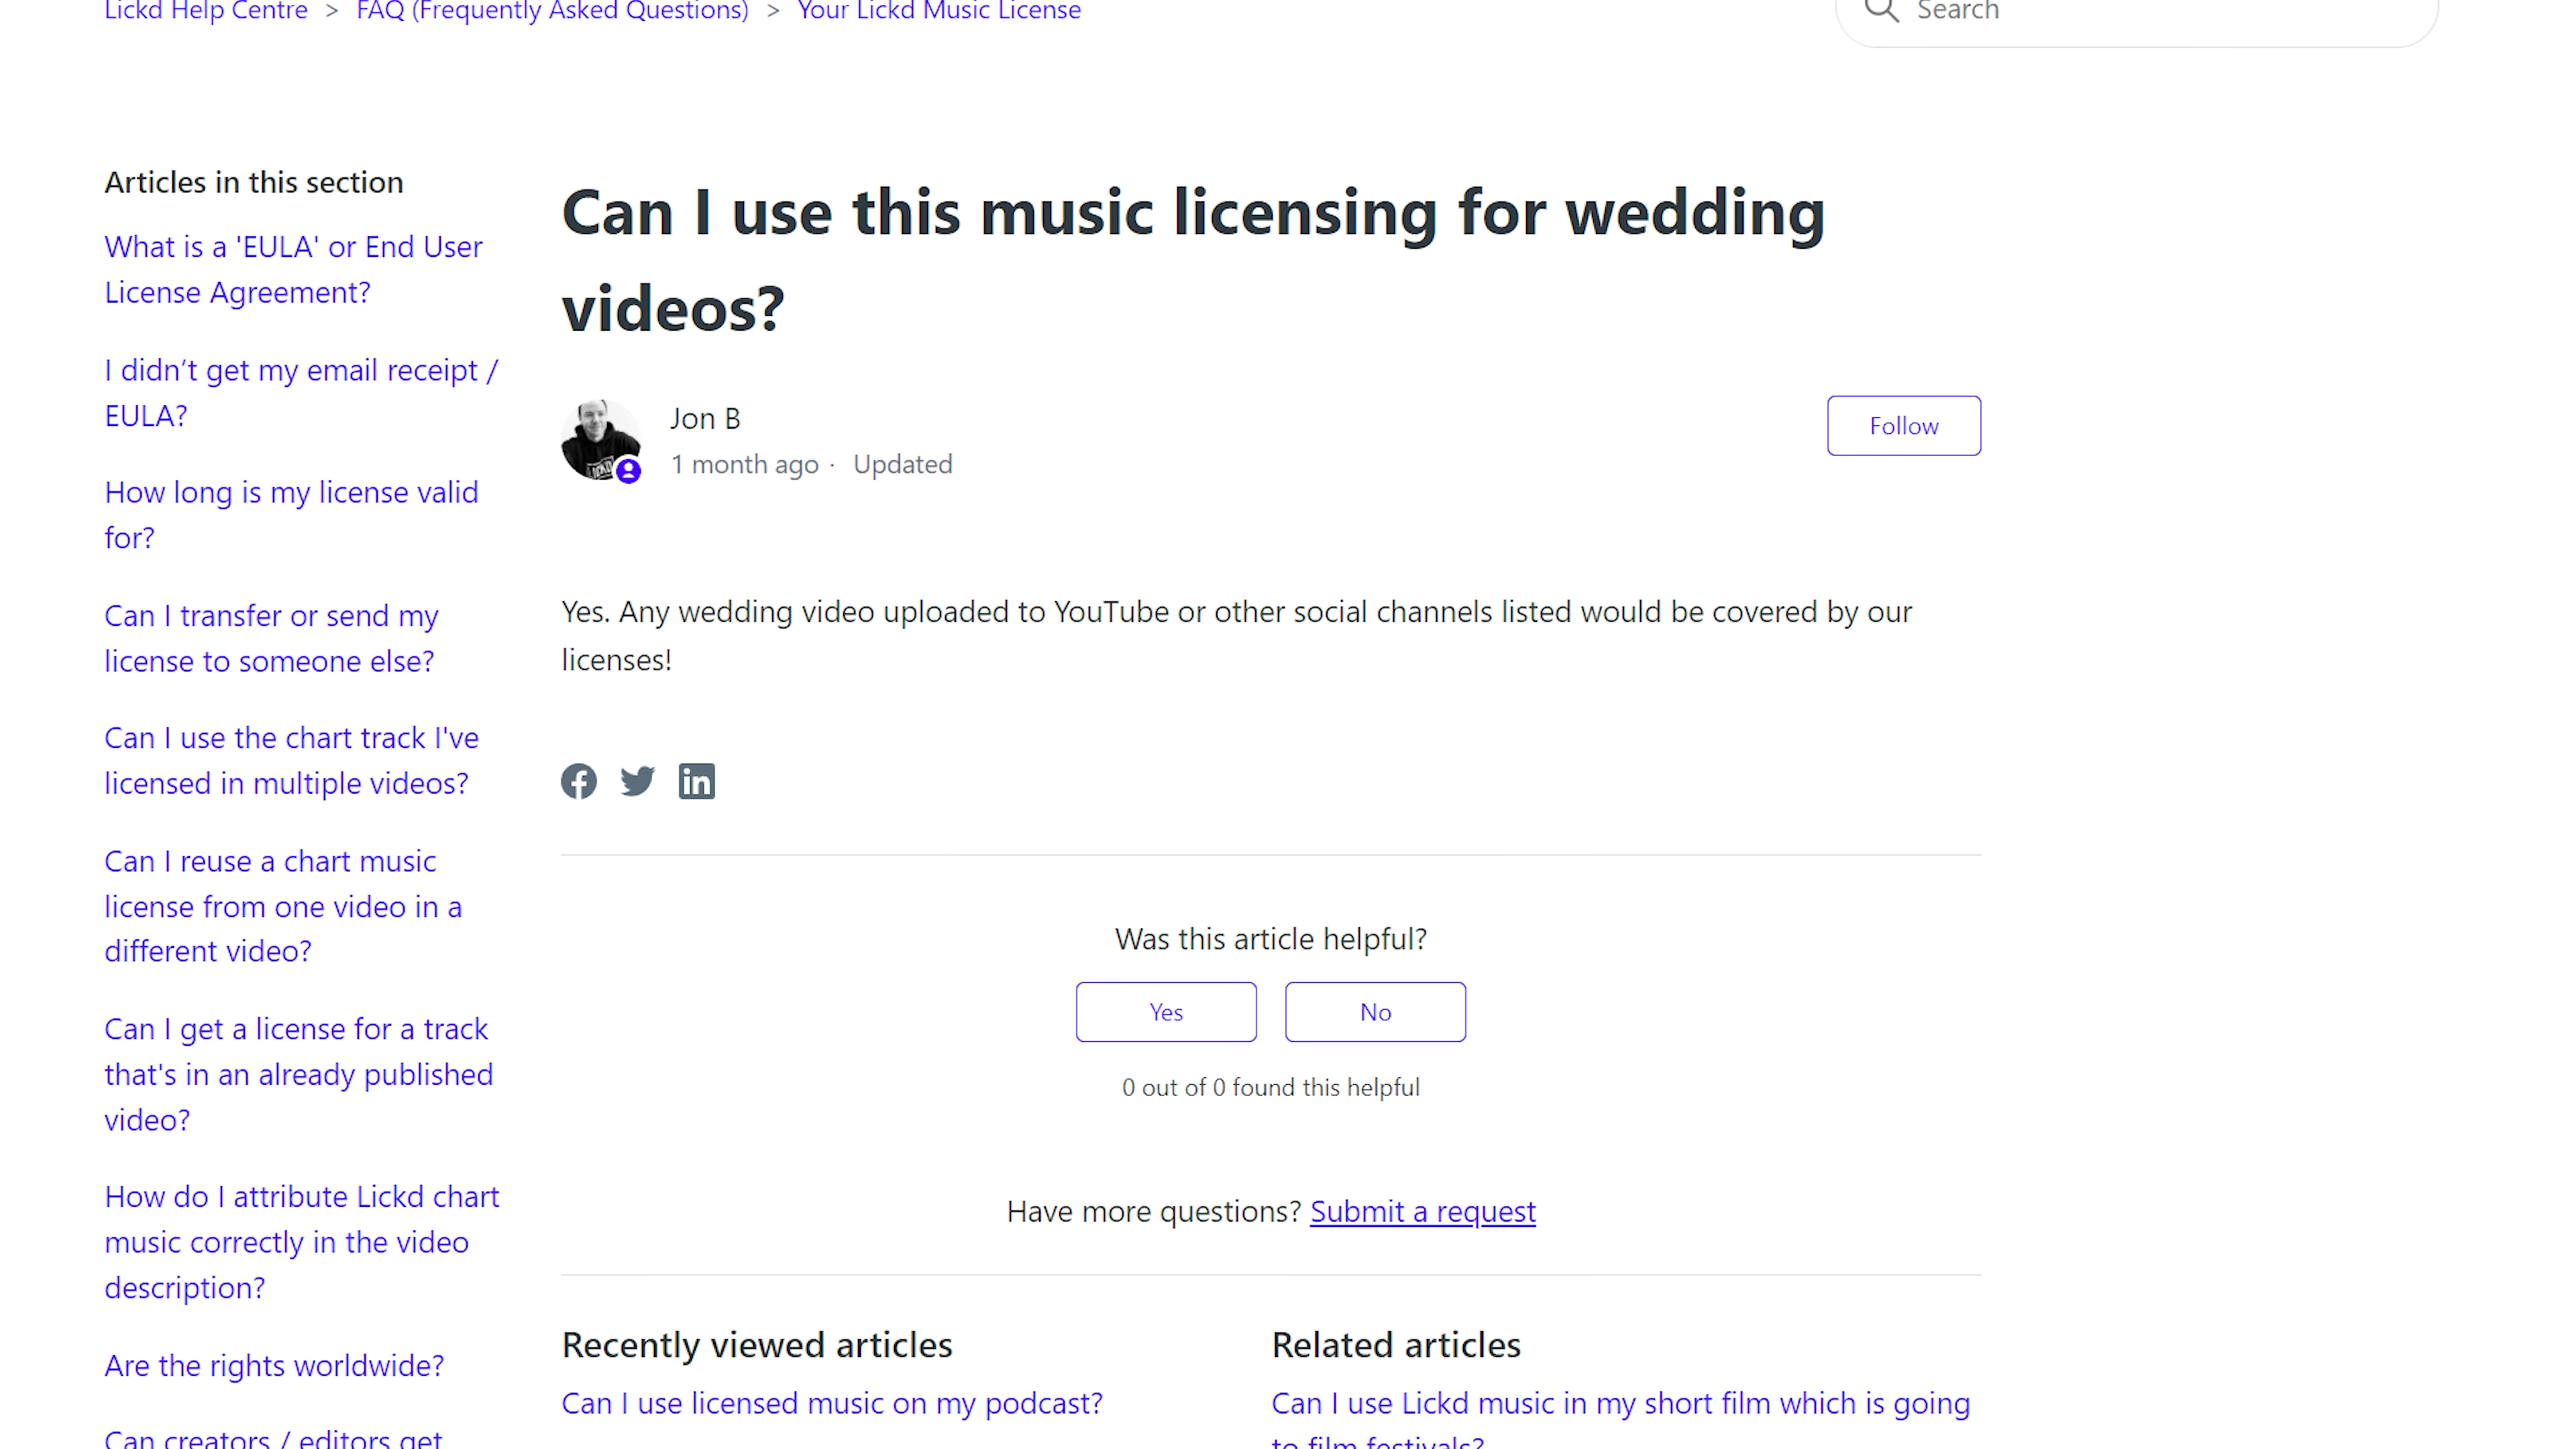 Lickd Help Centre > FAQ (Frequently Asked Questions) > Your Lickd Music License
Search
Articles in this section
What is a 'EULA' or End User
License Agreement?
I didn’t get my email receipt /
EULA?
How long is my license valid
for?
Can I transfer or send my
license to someone else?
Can I use the chart track I've
licensed in multiple videos?
Can I reuse a chart music
license from one video in a
different video?
Can I get a license for a track
that's in an already published
video?
How do I attribute Lickd chart
music correctly in the video
description?
Are the rights worldwide?
Can creators / editors get
Can I use this music licensing for wedding
videos?
Jon B
1 month ago · Updated
Follow
Yes. Any wedding video uploaded to YouTube or other social channels listed would be covered by our
licenses!
Was this article helpful?
Yes No
0 out of 0 found this helpful
Have more questions? Submit a request
Recently viewed articles
Can I use licensed music on my podcast?
Related articles
Can I use Lickd music in my short film which is going
to film festivals?